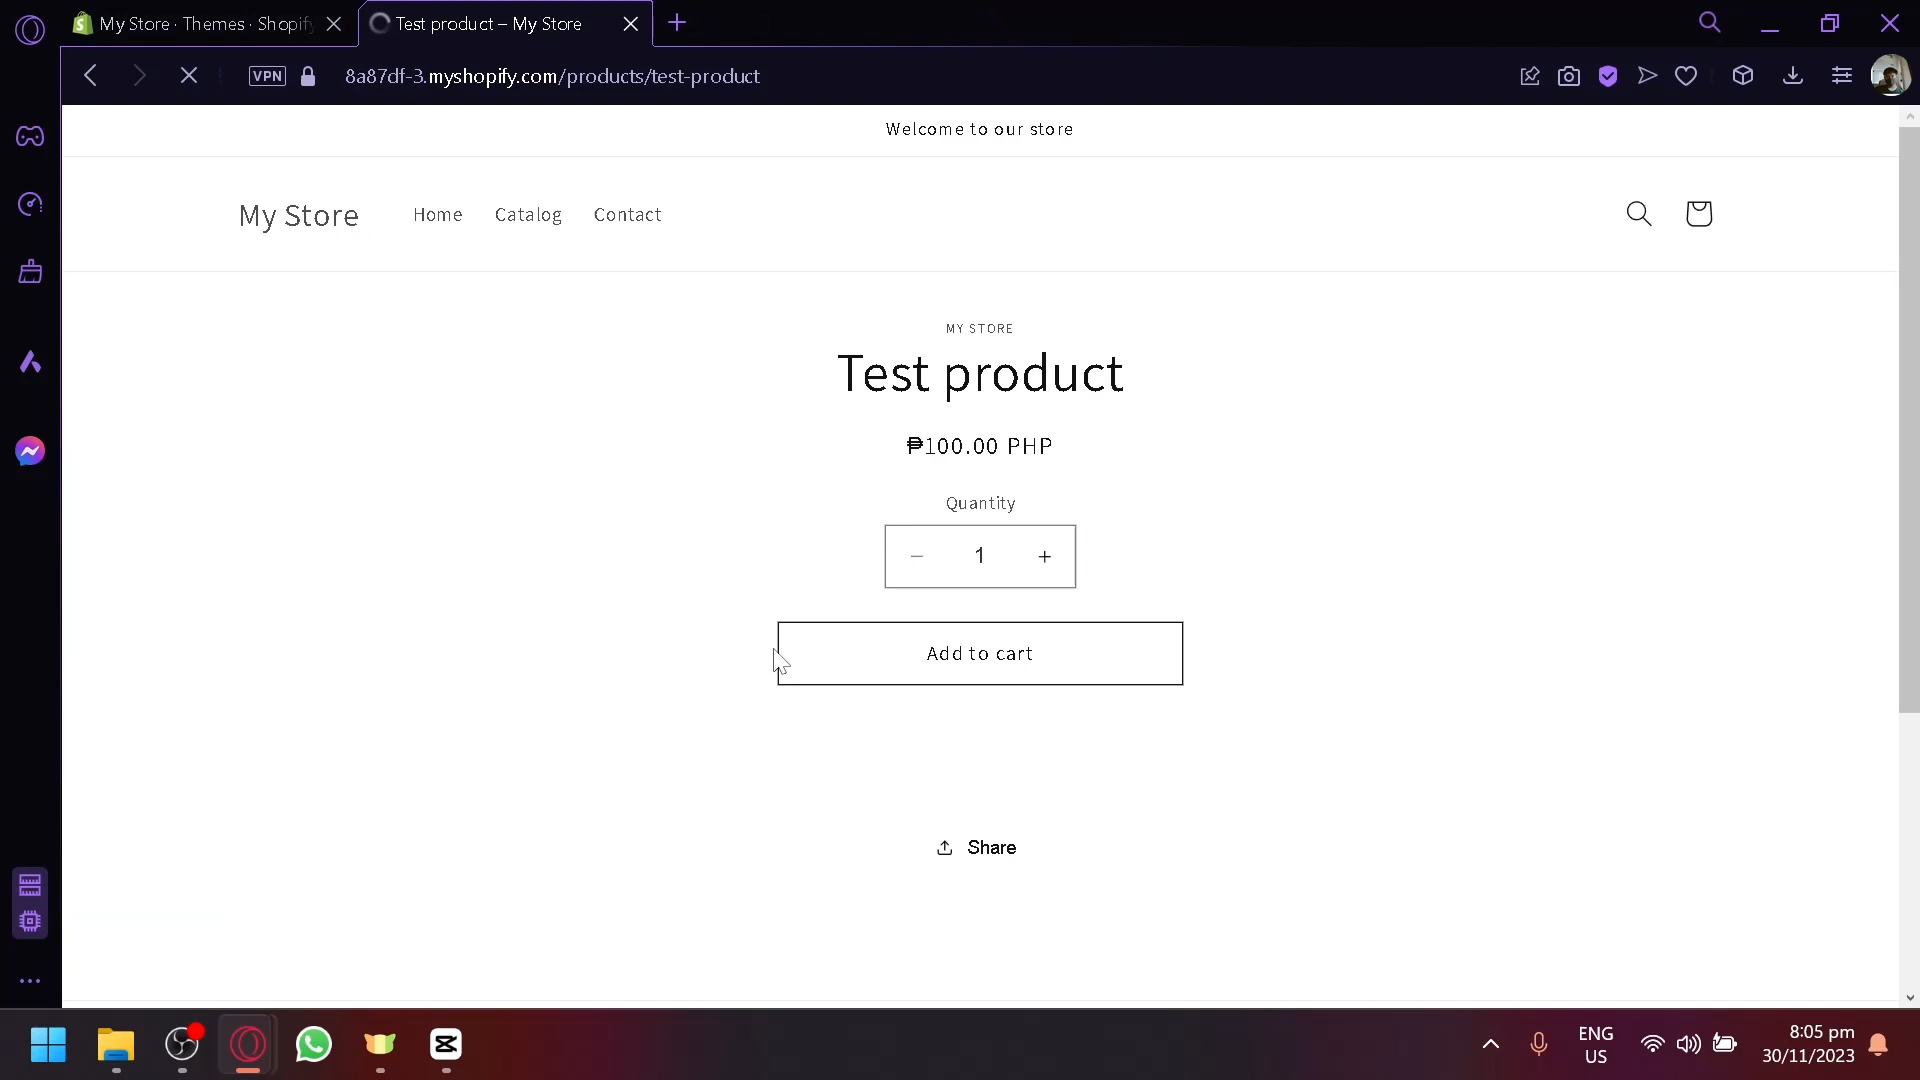 My Store · Themes · Shopify
Test product – My Store
VPN
8a87df-3.myshopify.com/products/test-product
Welcome to our store
My Store
Home
Catalog
Contact
MY STORE
Test product
₱100.00 PHP
Quantity
1
Add to cart
Share
ENG
US
8:05 pm
30/11/2023